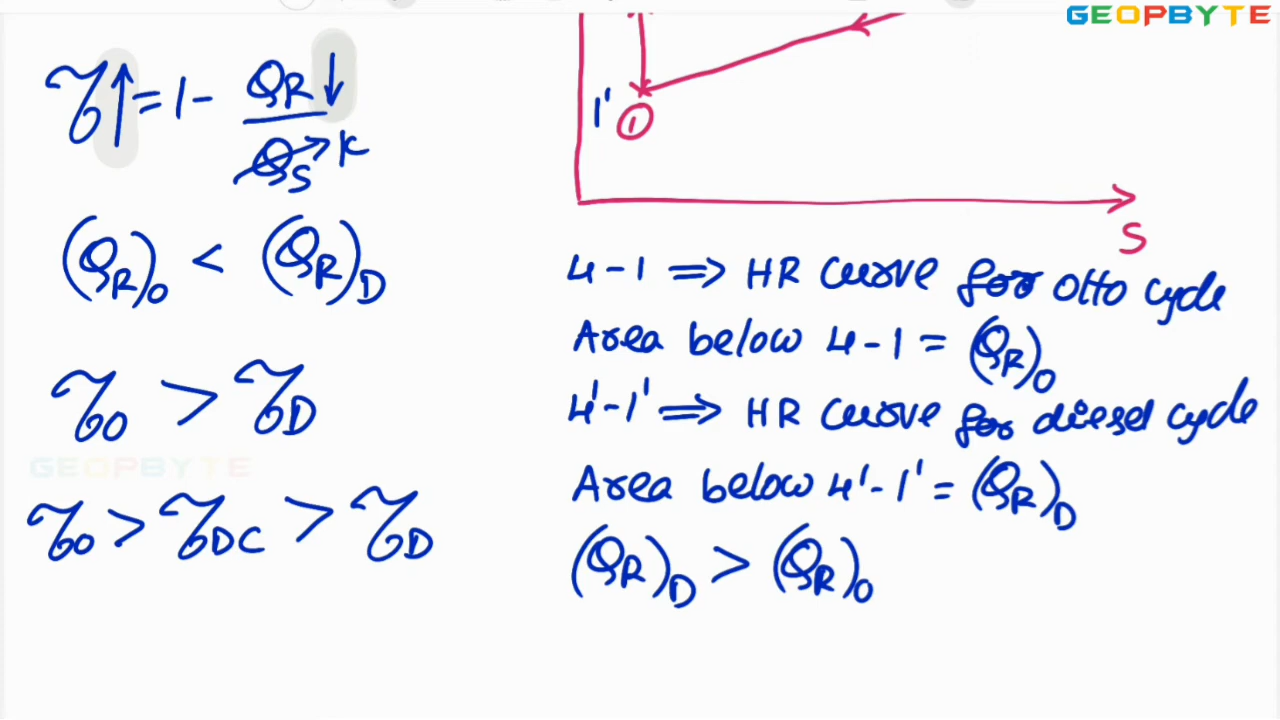 GEOPBYTE
η↑ = 1 - QR↓ / QS→K
(QR)O < (QR)D
ηO > ηD
GEOPBYTE
ηO > ηDC > ηD
1'
1
S
4-1 ⇒ HR curve for otto cycle
Area below 4-1 = (QR)O
4'-1' ⇒ HR curve for diesel cycle
Area below 4'-1' = (QR)D
(QR)D > (QR)O